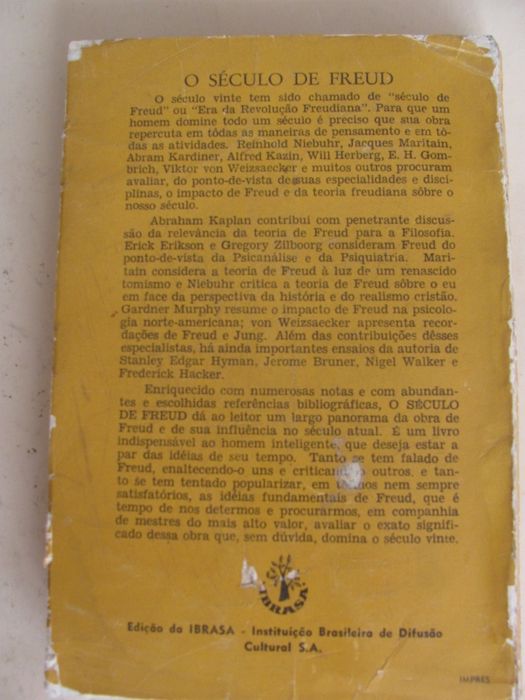 O SÉCULO DE FREUD
O século vinte tem sido chamado de "século de
Freud" ou "Era da Revolução Freudiana". Para que um
homem domine todo um século é preciso que sua obra
repercuta em tôdas as maneiras de pensamento e em tô-
das as atividades. Reinhold Niebuhr, Jacques Maritain,
Abram Kardiner, Alfred Kazin, Will Herberg, E. H. Gom-
brich, Viktor von Weizsaecker e muitos outros procuram
avaliar, do ponto-de-vista de suas especialidades e disci-
plinas, o impacto de Freud e da teoria freudiana sôbre o
nosso século.
Abraham Kaplan contribui com penetrante discus-
são da relevância da teoria de Freud para a Filosofia.
Erick Erikson e Gregory Zilboorg consideram Freud do
ponto-de-vista da Psicanálise e da Psiquiatria. Mari-
tain considera a teoria de Freud à luz de um renascido
tomismo e Niebuhr critica a teoria de Freud sôbre o eu
em face da perspectiva da história e do realismo cristão.
Gardner Murphy resume o impacto de Freud na psicolo-
gia norte-americana; von Weizsaecker apresenta recor-
dações de Freud e Jung. Além das contribuições dêsses
especialistas, há ainda importantes ensaios da autoria de
Stanley Edgar Hyman, Jerome Bruner, Nigel Walker e
Frederick Hacker.
Enriquecido com numerosas notas e com abundan-
tes e escolhidas referências bibliográficas, O SÉCULO
DE FREUD dá ao leitor um largo panorama da obra de
Freud e de sua influência no século atual. É um livro
indispensável ao homem inteligente que deseja estar a
par das idéias de seu tempo. Tanto se tem falado de
Freud, enaltecendo-o uns e criticando outros, e tan-
to se tem tentado popularizar, em termos nem sempre
satisfatórios, as idéias fundamentais de Freud, que é
tempo de nos determos e procurarmos, em companhia
de mestres do mais alto valor, avaliar o exato signifi-
cado dessa obra que, sem dúvida, domina o século vinte.
IBRASA
Edição da IBRASA - Instituição Brasileira de Difusão
Cultural S.A.
IMPRES